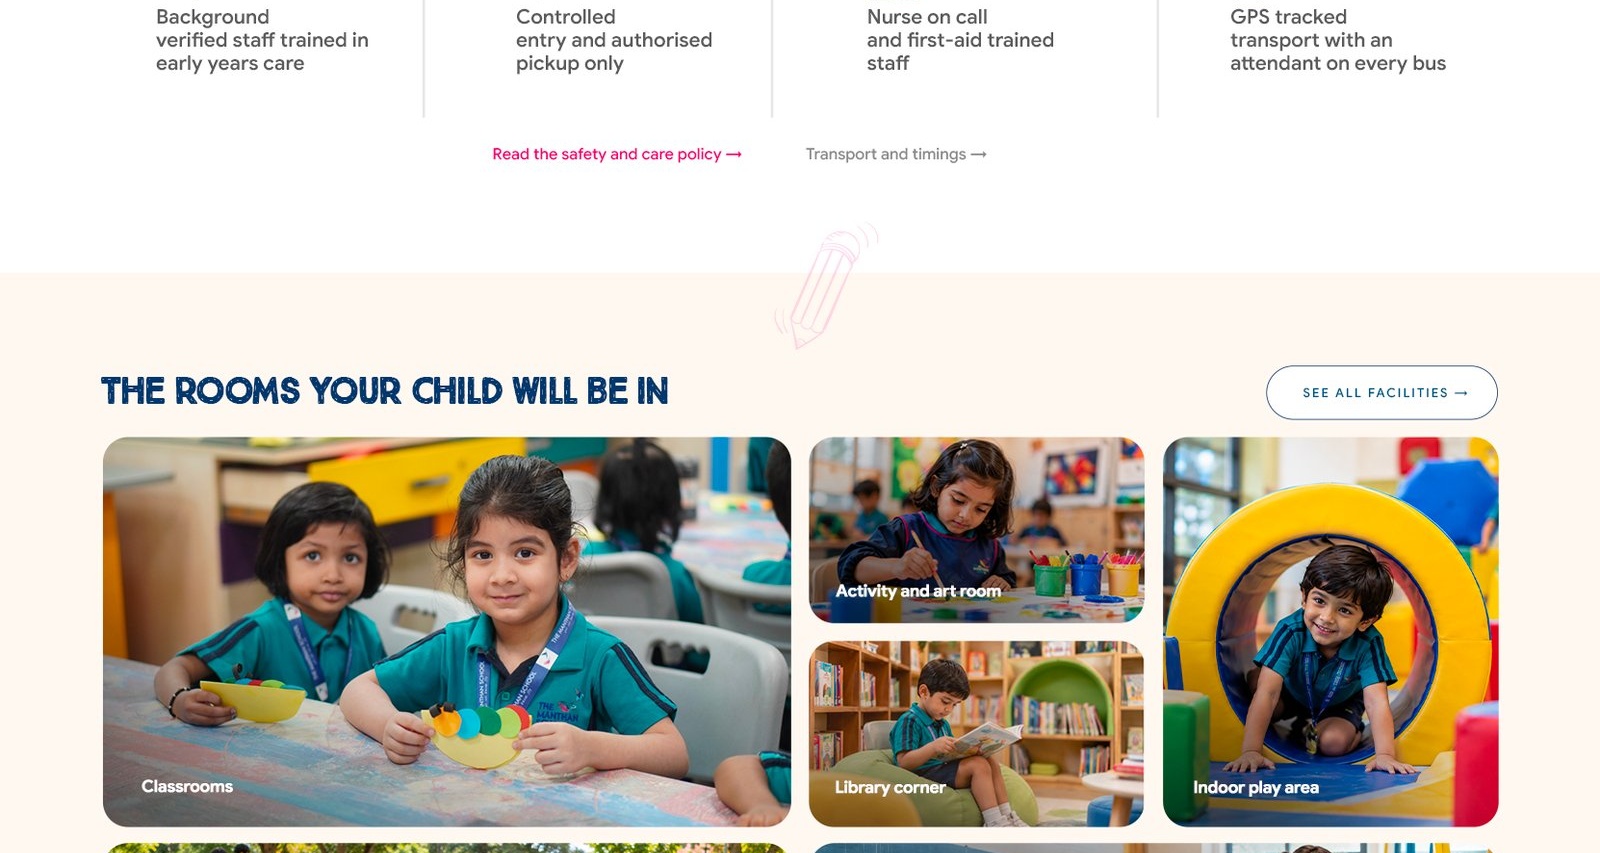 Background
verified staff trained in
early years care
Controlled
entry and authorised
pickup only
Nurse on call
and first-aid trained
staff
GPS tracked
transport with an
attendant on every bus
Read the safety and care policy →
Transport and timings →
THE ROOMS YOUR CHILD WILL BE IN
SEE ALL FACILITIES →
THE MANTHAN
Classrooms
Activity and art room
Library corner
Indoor play area